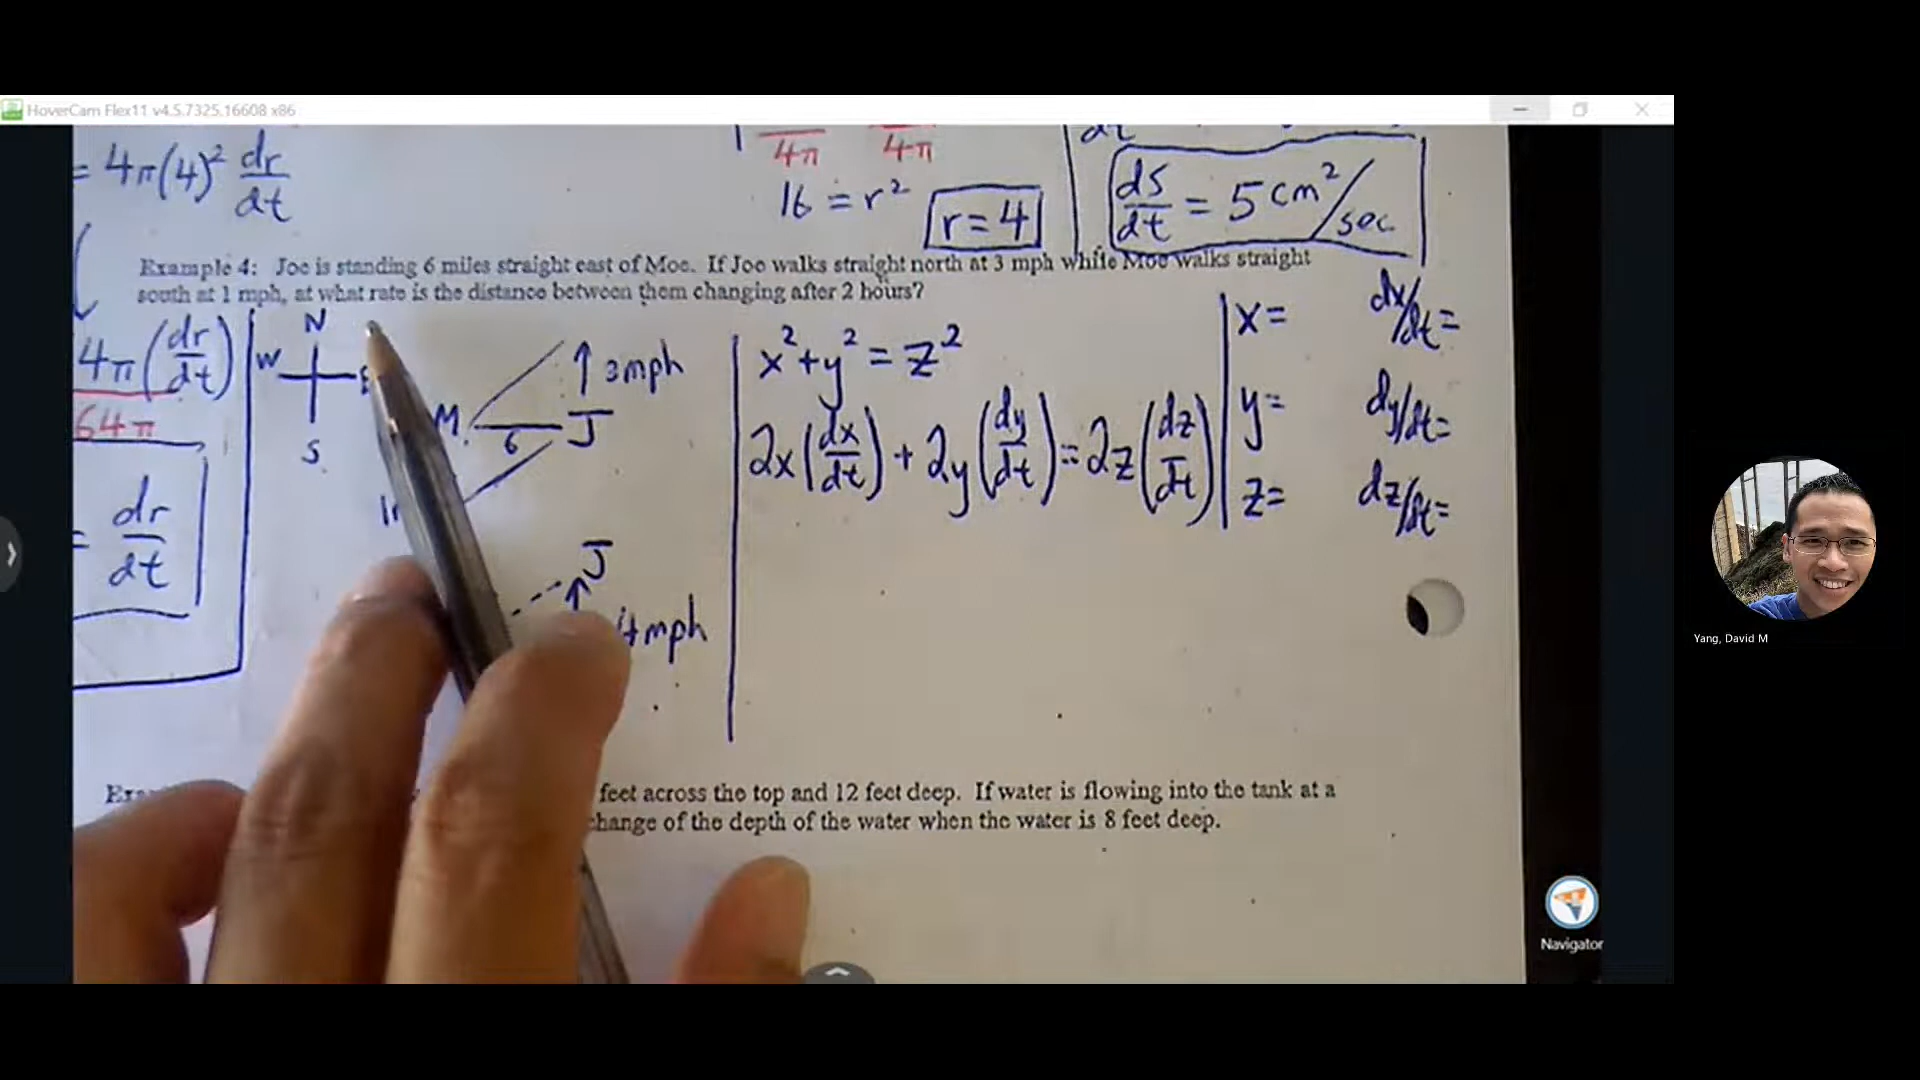 HoverCam Flex11 v4.5.7325.16608 x86
= 4π(4)² dr/dt
4π 4π
16 = r²
r = 4
dt
dS/dt = 5 cm²/sec
Example 4: Joe is standing 6 miles straight east of Moe. If Joe walks straight north at 3 mph while Moe walks straight
south at 1 mph, at what rate is the distance between them changing after 2 hours?
4π (dr/dt)
64π
= dr/dt
N
W
S
M
6
J
3mph
J
4mph
x² + y² = z²
2x(dx/dt) + 2y(dy/dt) = 2z(dz/dt)
x = dx/dt =
y = dy/dt =
z = dz/dt =
feet across the top and 12 feet deep. If water is flowing into the tank at a
change of the depth of the water when the water is 8 feet deep.
Yang, David M
Navigator